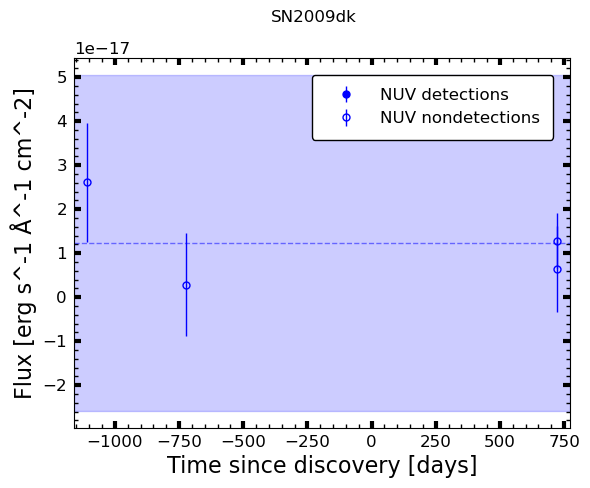 SN2009dk
1e−17
NUV detections
NUV nondetections
5
4
3
2
1
0
−1
−2
Flux [erg s^-1 Å^-1 cm^-2]
−1000 −750 −500 −250 0 250 500 750
Time since discovery [days]